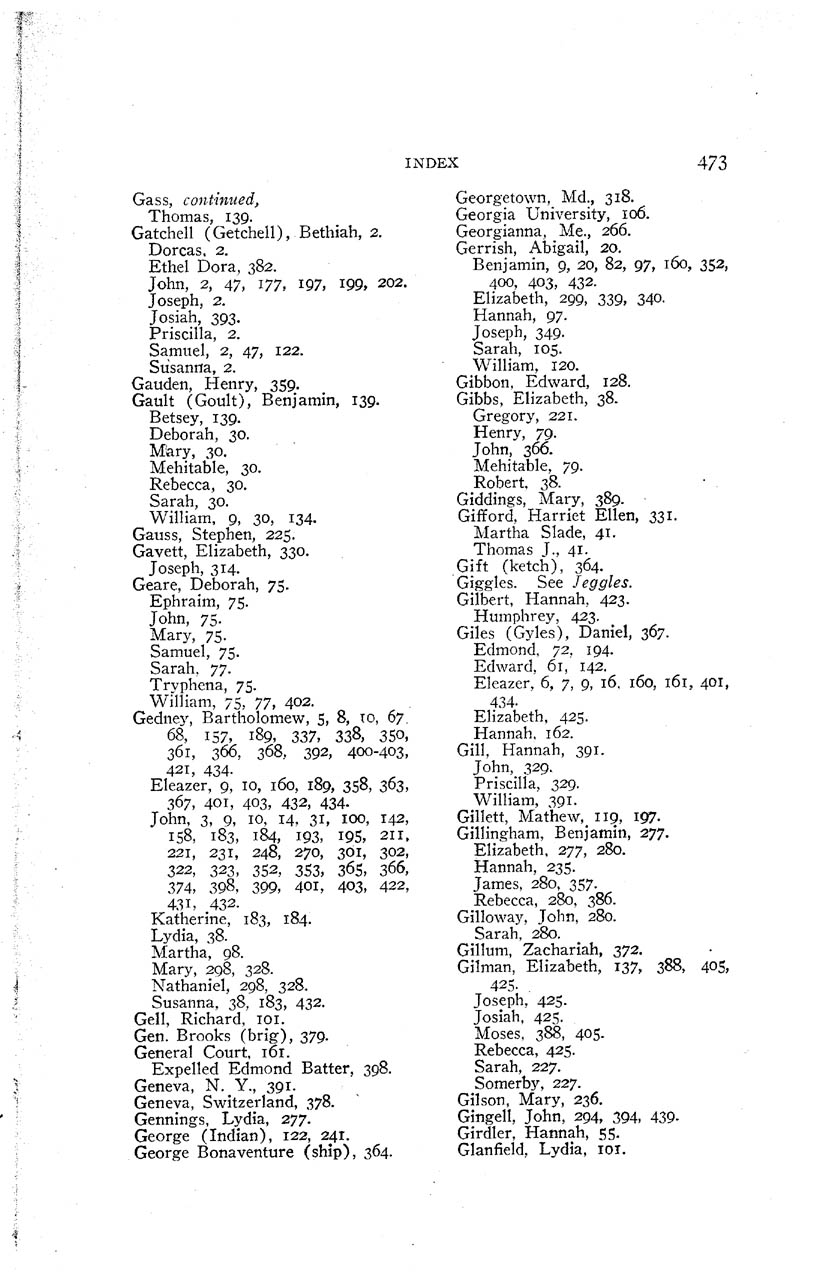 INDEX 473
Gass, continued,
Thomas, 139.
Gatchell (Getchell), Bethiah, 2.
Dorcas, 2.
Ethel Dora, 382.
John, 2, 47, 177, 197, 199, 202.
Joseph, 2.
Josiah, 393.
Priscilla, 2.
Samuel, 2, 47, 122.
Susanna, 2.
Gauden, Henry, 359.
Gault (Goult), Benjamin, 139.
Betsey, 139.
Deborah, 30.
Mary, 30.
Mehitable, 30.
Rebecca, 30.
Sarah, 30.
William, 9, 30, 134.
Gauss, Stephen, 225.
Gavett, Elizabeth, 330.
Joseph, 314.
Geare, Deborah, 75.
Ephraim, 75.
John, 75.
Mary, 75.
Samuel, 75.
Sarah, 77.
Tryphena, 75.
William, 75, 77, 402.
Gedney, Bartholomew, 5, 8, 10, 67,
68, 157, 189, 337, 338, 350,
361, 366, 368, 392, 400-403,
421, 434.
Eleazer, 9, 10, 160, 189, 358, 363,
367, 401, 403, 432, 434.
John, 3, 9, 10, 14, 31, 100, 142,
158, 183, 184, 193, 195, 211,
221, 231, 248, 270, 301, 302,
322, 323, 352, 353, 365, 366,
374, 398, 399, 401, 403, 422,
431, 432.
Katherine, 183, 184.
Lydia, 38.
Martha, 98.
Mary, 298, 328.
Nathaniel, 298, 328.
Susanna, 38, 183, 432.
Gell, Richard, 101.
Gen. Brooks (brig), 379.
General Court, 161.
Expelled Edmond Batter, 398.
Geneva, N. Y., 391.
Geneva, Switzerland, 378.
Gennings, Lydia, 277.
George (Indian), 122, 241.
George Bonaventure (ship), 364.
Georgetown, Md., 318.
Georgia University, 106.
Georgianna, Me., 266.
Gerrish, Abigail, 20.
Benjamin, 9, 20, 82, 97, 160, 352,
400, 403, 432.
Elizabeth, 299, 339, 340.
Hannah, 97.
Joseph, 349.
Sarah, 105.
William, 120.
Gibbon, Edward, 128.
Gibbs, Elizabeth, 38.
Gregory, 221.
Henry, 79.
John, 366.
Mehitable, 79.
Robert, 38.
Giddings, Mary, 389.
Gifford, Harriet Ellen, 331.
Martha Slade, 41.
Thomas J., 41.
Gift (ketch), 364.
Giggles. See Jeggles.
Gilbert, Hannah, 423.
Humphrey, 423.
Giles (Gyles), Daniel, 367.
Edmond, 72, 194.
Edward, 61, 142.
Eleazer, 6, 7, 9, 16, 160, 161, 401,
434.
Elizabeth, 425.
Hannah, 162.
Gill, Hannah, 391.
John, 329.
Priscilla, 329.
William, 391.
Gillett, Mathew, 119, 197.
Gillingham, Benjamin, 277.
Elizabeth, 277, 280.
Hannah, 235.
James, 280, 357.
Rebecca, 280, 386.
Gilloway, John, 280.
Sarah, 280.
Gillum, Zachariah, 372.
Gilman, Elizabeth, 137, 388, 405,
425.
Joseph, 425.
Josiah, 425.
Moses, 388, 405.
Rebecca, 425.
Sarah, 227.
Somerby, 227.
Gilson, Mary, 236.
Gingell, John, 294, 394, 439.
Girdler, Hannah, 55.
Glanfield, Lydia, 101.